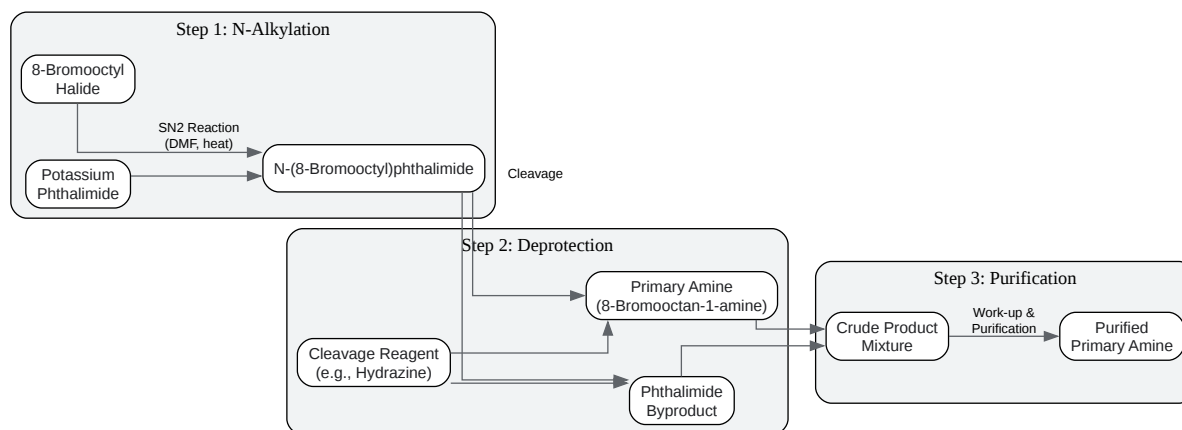 Step 1: N-Alkylation
8-Bromooctyl
Halide
SN2 Reaction
(DMF, heat)
Potassium
Phthalimide
N-(8-Bromooctyl)phthalimide
Cleavage
Step 2: Deprotection
Primary Amine
(8-Bromooctan-1-amine)
Cleavage Reagent
(e.g., Hydrazine)
Phthalimide
Byproduct
Step 3: Purification
Crude Product
Mixture
Work-up &
Purification
Purified
Primary Amine